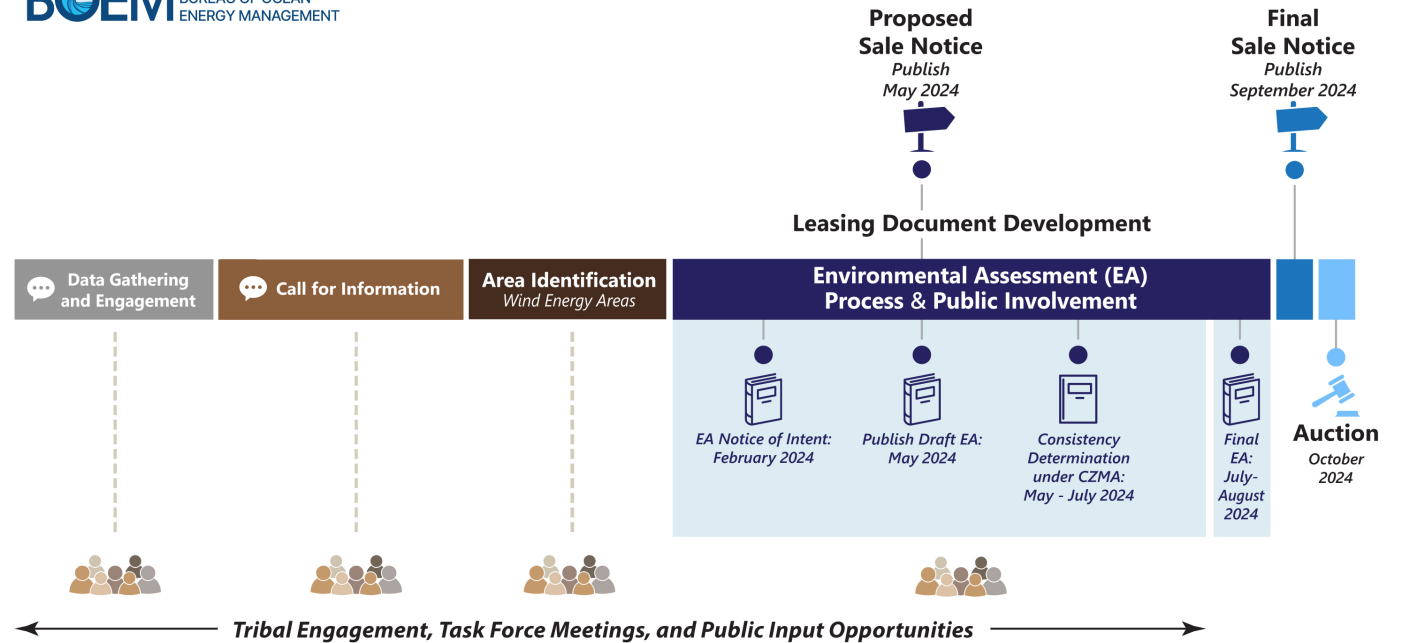 BOEM
BUREAU OF OCEAN
ENERGY MANAGEMENT
Proposed
Sale Notice
Publish
May 2024
Final
Sale Notice
Publish
September 2024
Leasing Document Development
Data Gathering
and Engagement
Call for Information
Area Identification
Wind Energy Areas
Environmental Assessment (EA)
Process & Public Involvement
EA Notice of Intent:
February 2024
Publish Draft EA:
May 2024
Consistency
Determination
under CZMA:
May - July 2024
Final
EA:
July-
August
2024
Auction
October
2024
Tribal Engagement, Task Force Meetings, and Public Input Opportunities